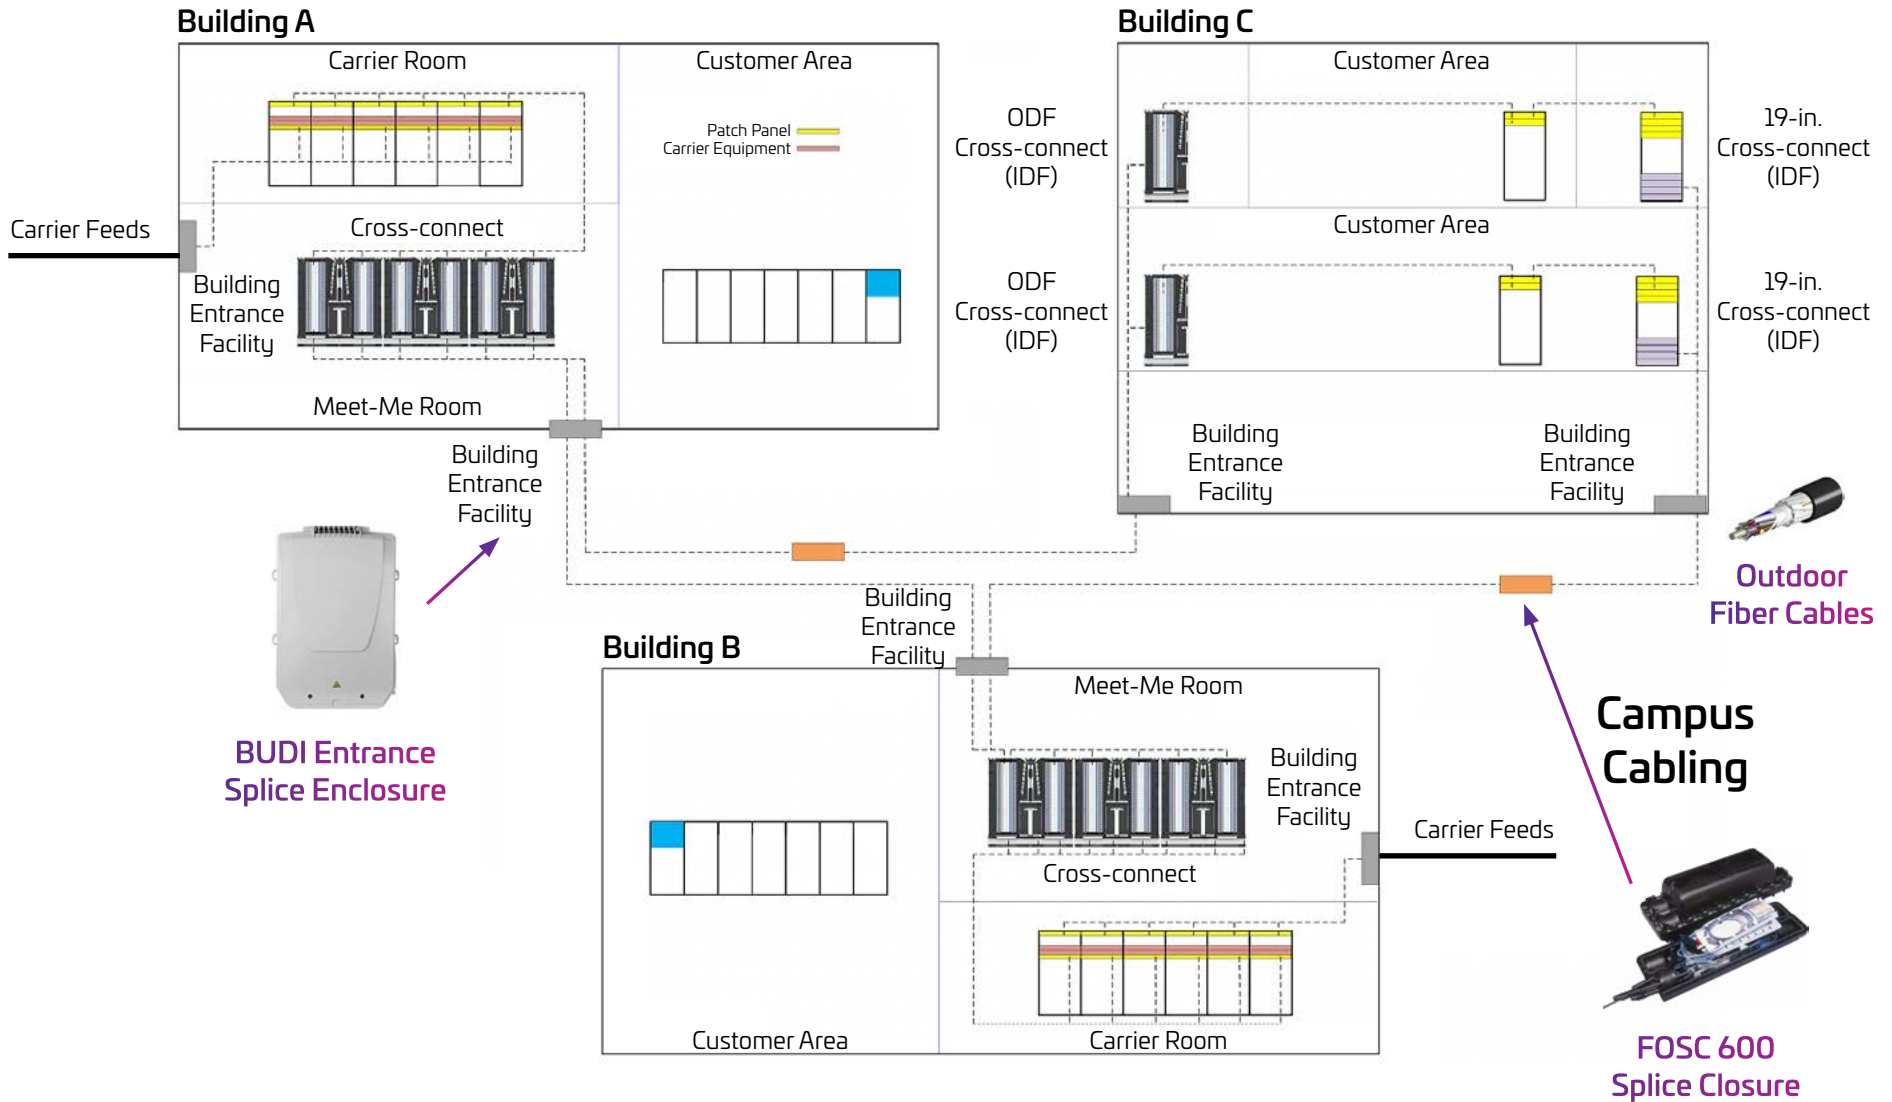 Building A
Carrier Room
Customer Area
Patch Panel
Carrier Equipment
Carrier Feeds
Cross-connect
Building
Entrance
Facility
Meet-Me Room
Building
Entrance
Facility
BUDI Entrance
Splice Enclosure
Building C
Customer Area
ODF
Cross-connect
(IDF)
19-in.
Cross-connect
(IDF)
Customer Area
ODF
Cross-connect
(IDF)
19-in.
Cross-connect
(IDF)
Building
Entrance
Facility
Building
Entrance
Facility
Outdoor
Fiber Cables
Building
Entrance
Facility
Building B
Meet-Me Room
Building
Entrance
Facility
Carrier Feeds
Cross-connect
Customer Area
Carrier Room
Campus
Cabling
FOSC 600
Splice Closure